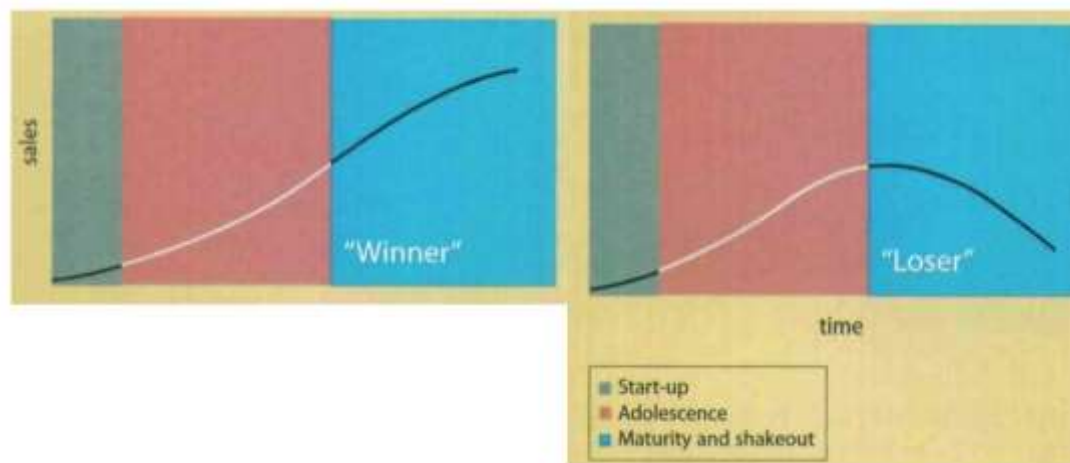 sales
"Winner"
"Loser"
time
Start-up
Adolescence
Maturity and shakeout